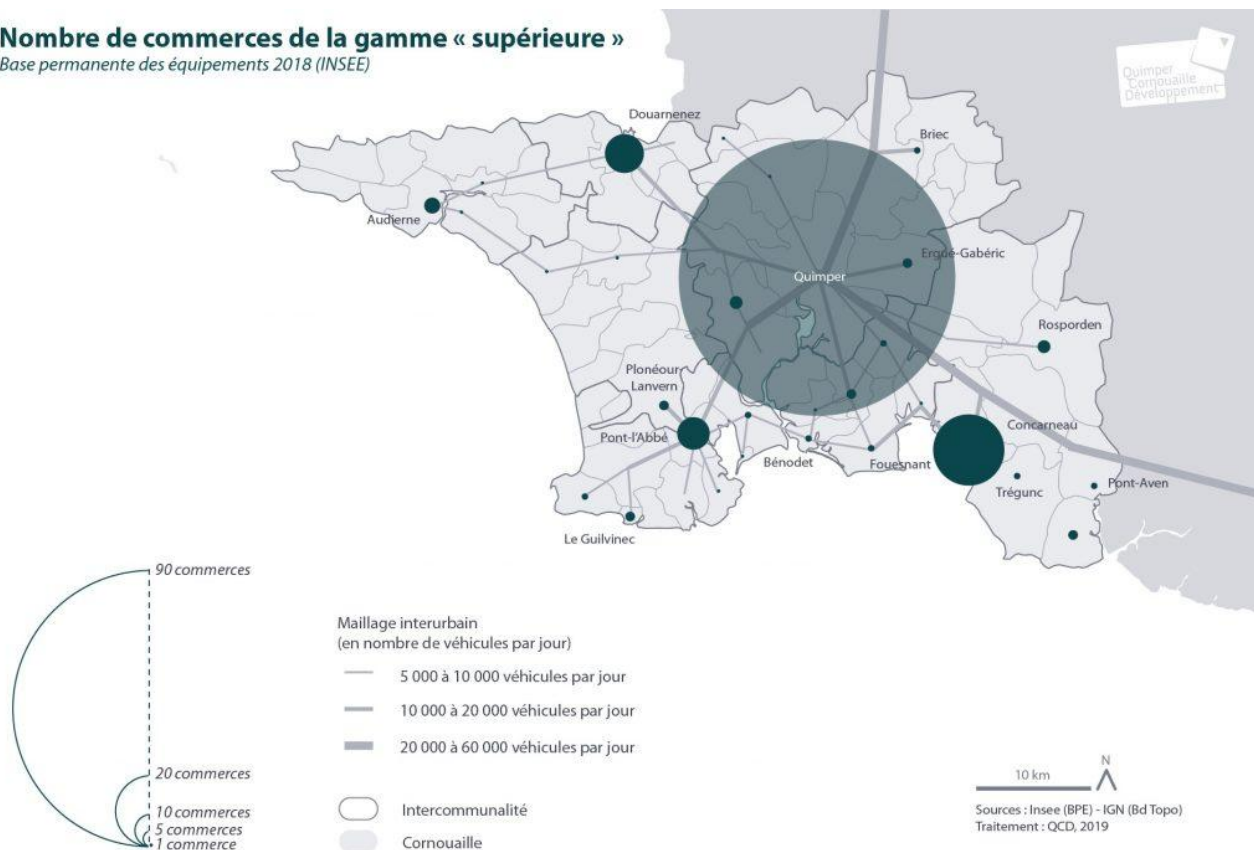 Nombre de commerces de la gamme « supérieure »
Base permanente des équipements 2018 (INSEE)
Quimper
Cornouaille
Développement
Douarnenez
Briec
Audierne
Ergué-Gabéric
Quimper
Rosporden
Plonéour-
Lanvern
Pont-l'Abbé
Concarneau
Bénodet
Fouesnant
Trégunc
Pont-Aven
Le Guilvinec
90 commerces
20 commerces
10 commerces
5 commerces
1 commerce
Maillage interurbain
(en nombre de véhicules par jour)
5 000 à 10 000 véhicules par jour
10 000 à 20 000 véhicules par jour
20 000 à 60 000 véhicules par jour
Intercommunalité
Cornouaille
10 km
N
Sources : Insee (BPE) - IGN (Bd Topo)
Traitement : QCD, 2019